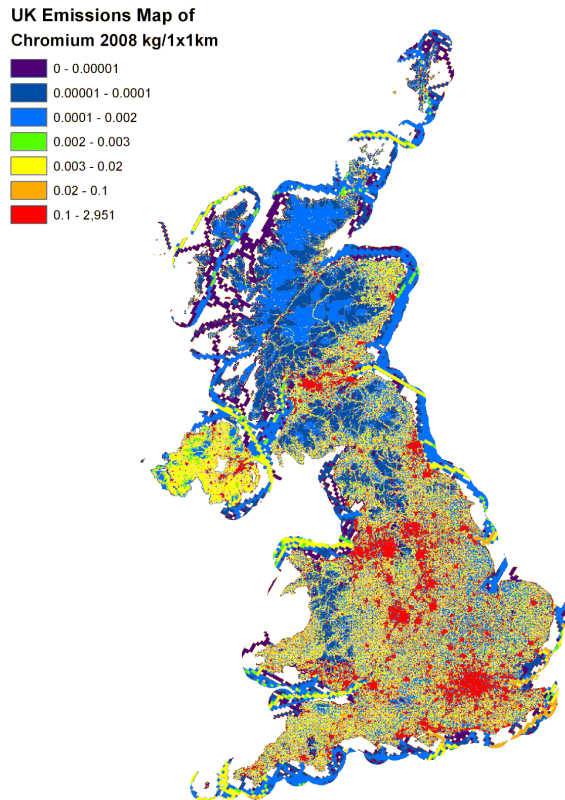 UK Emissions Map of
Chromium 2008 kg/1x1km
0 - 0.00001
0.00001 - 0.0001
0.0001 - 0.002
0.002 - 0.003
0.003 - 0.02
0.02 - 0.1
0.1 - 2,951